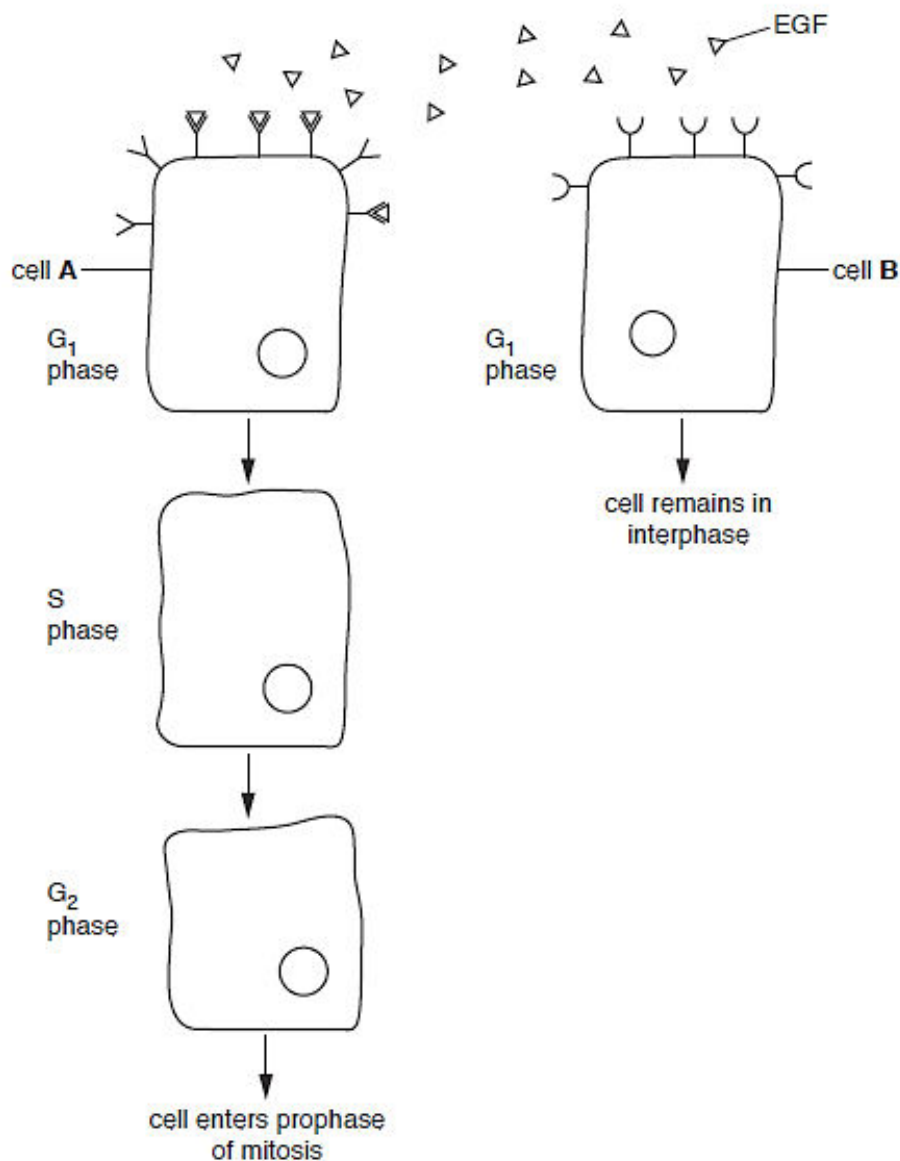 EGF
cell A
cell B
G1
phase
G1
phase
cell remains in
interphase
S
phase
G2
phase
cell enters prophase
of mitosis